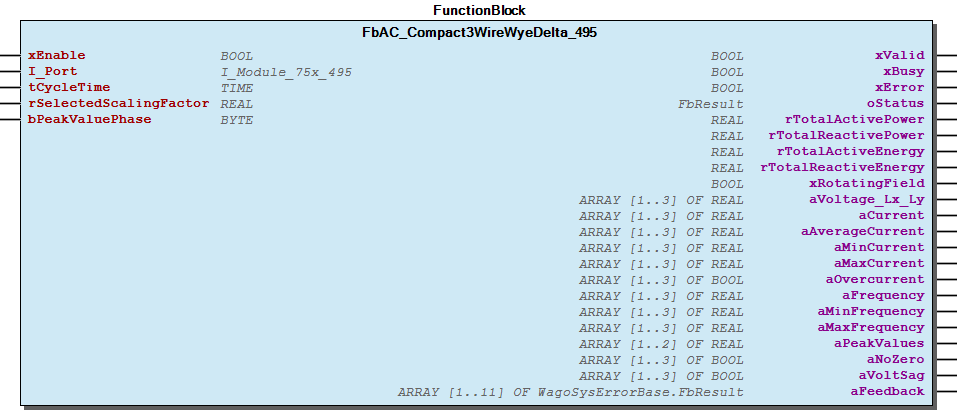 FunctionBlock
FbAC_Compact3WireWyeDelta_495
xEnable BOOL BOOL xValid
I_Port I_Module_75x_495 BOOL xBusy
tCycleTime TIME BOOL xError
rSelectedScalingFactor REAL FbResult oStatus
bPeakValuePhase BYTE REAL rTotalActivePower
REAL rTotalReactivePower
REAL rTotalActiveEnergy
REAL rTotalReactiveEnergy
BOOL xRotatingField
ARRAY [1..3] OF REAL aVoltage_Lx_Ly
ARRAY [1..3] OF REAL aCurrent
ARRAY [1..3] OF REAL aAverageCurrent
ARRAY [1..3] OF REAL aMinCurrent
ARRAY [1..3] OF REAL aMaxCurrent
ARRAY [1..3] OF BOOL aOvercurrent
ARRAY [1..3] OF REAL aFrequency
ARRAY [1..3] OF REAL aMinFrequency
ARRAY [1..3] OF REAL aMaxFrequency
ARRAY [1..2] OF REAL aPeakValues
ARRAY [1..3] OF BOOL aNoZero
ARRAY [1..3] OF BOOL aVoltSag
ARRAY [1..11] OF WagoSysErrorBase.FbResult aFeedback